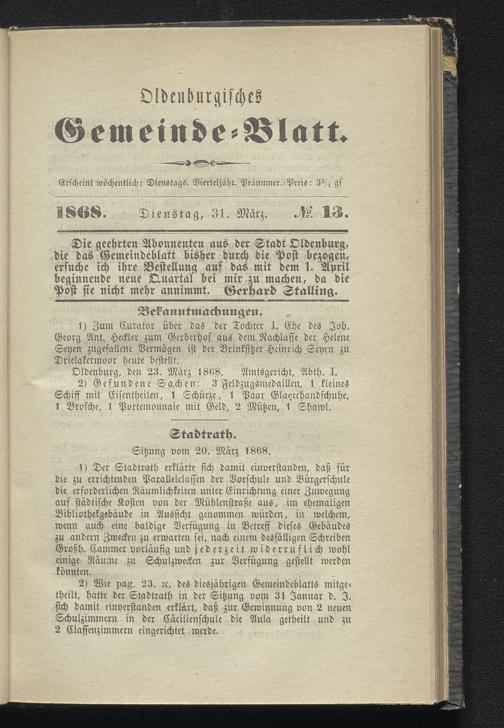 Oldenburgisches
Gemeinde-Blatt.
Erscheint wöchentlich: Dienstags. Vierteljähr. Pränumer.-Preis: 3¾ gſ
1868. Dienstag, 31. März. № 13.
Die geehrten Abonnenten aus der Stadt Oldenburg,
die das Gemeindeblatt bisher durch die Post bezogen,
ersuche ich ihre Bestellung auf das mit dem 1. April
beginnende neue Quartal bei mir zu machen, da die
Post sie nicht mehr annimmt. Gerhard Stalling.
Bekanntmachungen.
1) Zum Curator über das der Tochter I. Ehe des Joh.
Georg Ant. Heckler zum Gerberhof aus dem Nachlasse der Helene
Seyen zugefallene Vermögen ist der Brinksitzer Heinrich Seyen zu
Drielakermoor heute bestellt.
Oldenburg, den 23. März 1868. Amtsgericht, Abth. I.
2) Gefundene Sachen: 3 Feldzugsmedaillen, 1 kleines
Schiff mit Eisentheilen, 1 Schürze, 1 Paar Glaçeehandschuhe,
1 Brosche, 1 Portemonnaie mit Geld, 2 Mützen, 1 Shawl.
Stadtrath.
Sitzung vom 20. März 1868.
1) Der Stadtrath erklärte sich damit einverstanden, daß für
die zu errichtenden Parallelclassen der Vorschule und Bürgerschule
die erforderlichen Räumlichkeiten unter Einrichtung einer Zuwegung
auf städtische Kosten von der Mühlenstraße aus, im ehemaligen
Bibliothekgebäude in Aussicht genommen würden, in welchem,
wenn auch eine baldige Verfügung in Betreff dieses Gebäudes
zu andern Zwecken zu erwarten sei, nach einem desfälligen Schreiben
Großh. Cammer vorläufig und jederzeit widerruflich wohl
einige Räume zu Schulzwecken zur Verfügung gestellt werden
könnten.
2) Wie pag. 23. ꝛc. des diesjährigen Gemeindeblatts mitge-
theilt, hatte der Stadtrath in der Sitzung vom 31 Januar d. J.
sich damit einverstanden erklärt, daß zur Gewinnung von 2 neuen
Schulzimmern in der Cäcilienschule die Aula getheilt und zu
2 Classenzimmern eingerichtet werde.